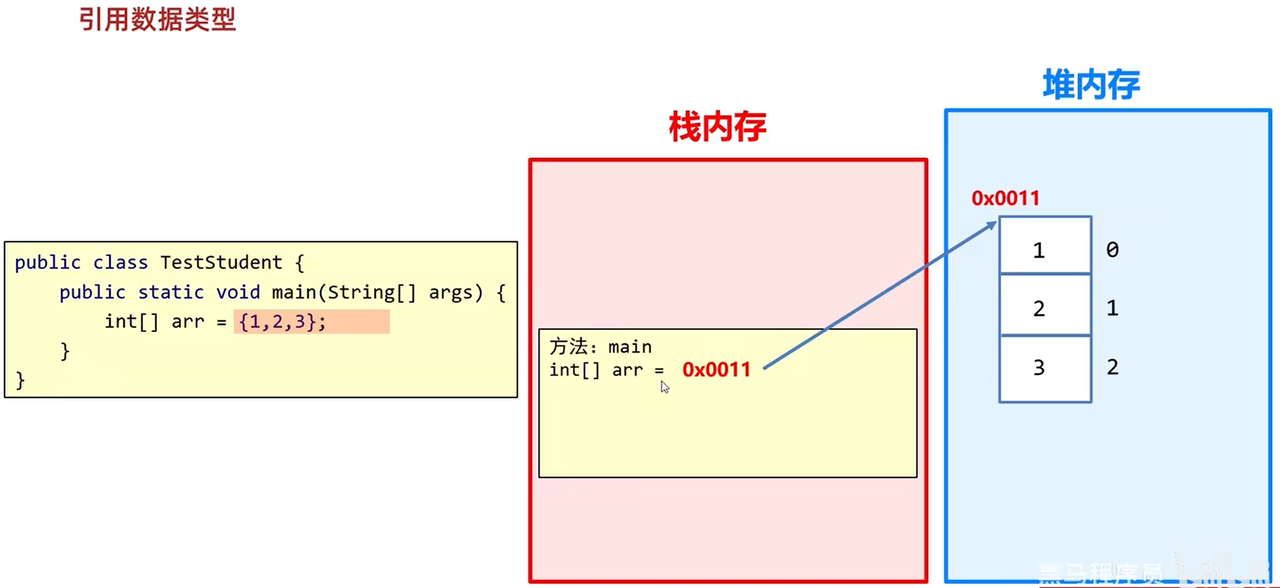 引用数据类型
public class TestStudent {
public static void main(String[] args) {
int[] arr = {1,2,3};
}
}
栈内存
方法：main
int[] arr = 0x0011
堆内存
0x0011
1 0
2 1
3 2
黑马程序员